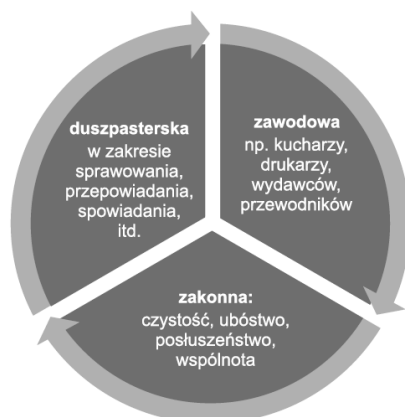 duszpasterska
w zakresie
sprawowania,
przepowiadania,
spowiadania,
itd.
zawodowa
np. kucharzy,
drukarzy,
wydawców,
przewodników
zakonna:
czystość, ubóstwo,
posłuszeństwo,
wspólnota